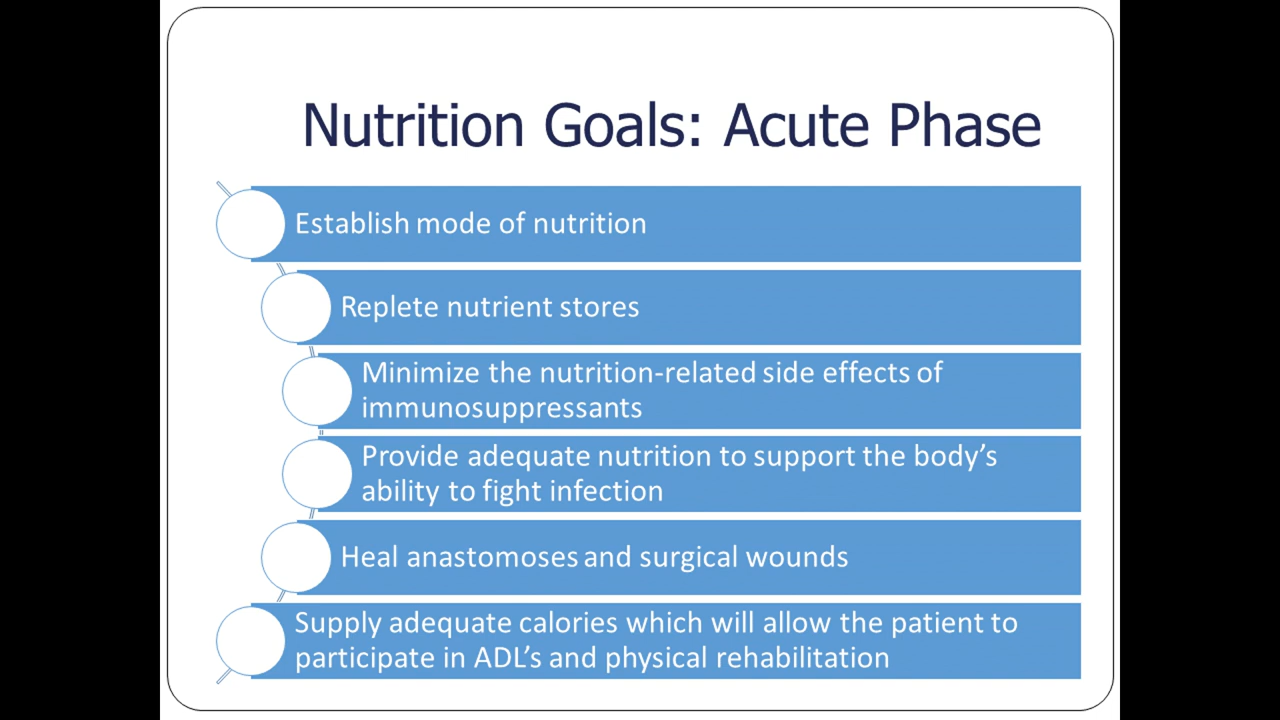 Nutrition Goals: Acute Phase
Establish mode of nutrition
Replete nutrient stores
Minimize the nutrition-related side effects of
immunosuppressants
Provide adequate nutrition to support the body’s
ability to fight infection
Heal anastomoses and surgical wounds
Supply adequate calories which will allow the patient to
participate in ADL’s and physical rehabilitation